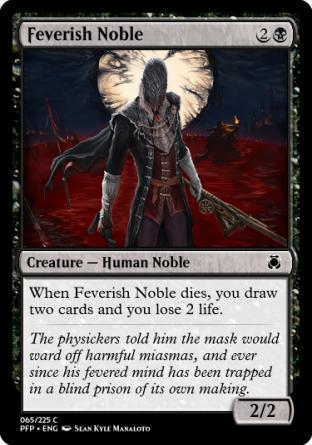 Feverish Noble 2
Creature — Human Noble
When Feverish Noble dies, you draw
two cards and you lose 2 life.
The physickers told him the mask would
ward off harmful miasmas, and ever
since his fevered mind has been trapped
in a blind prison of its own making.
2/2
065/225 C
PFP • ENG Sean Kyle Manaloto